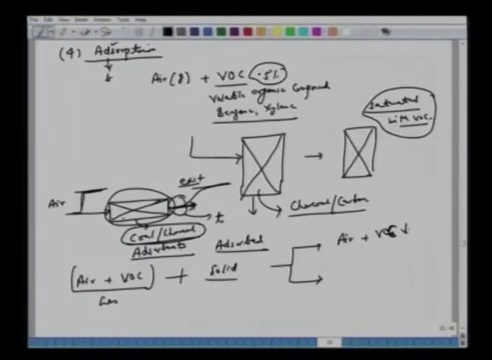 (4) Adsorption
Air (g) + VOC (.5%)
Volatile organic Compound
Benzene, Xylene
Saturated
with VOC.
exit
Air
t
Charcoal/Carbon
Coal/Charcoal
Adsorbents
Adsorbed
(Air + VOC) + Solid
Air + VOC ↓
Gas